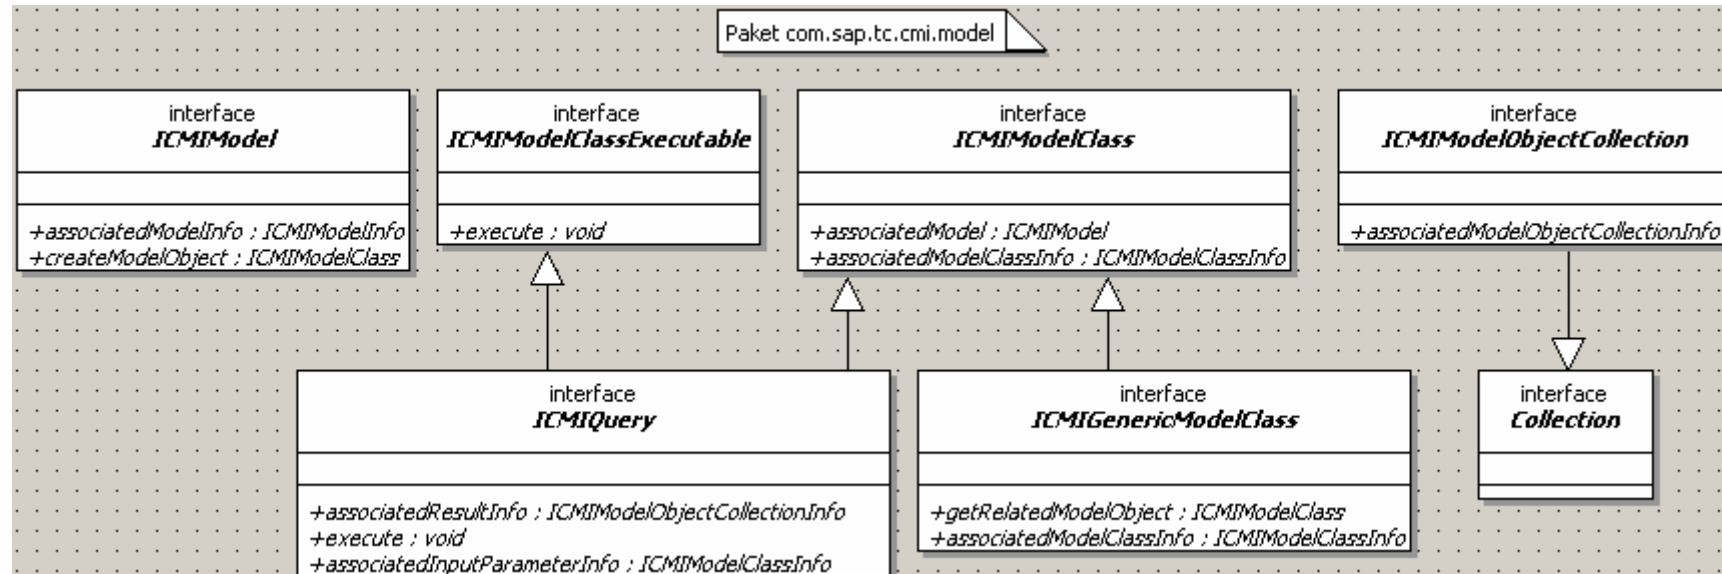 Paket com.sap.tc.cmi.model
interface
ICMIModel
+associatedModelInfo : ICMIModelInfo
+createModelObject : ICMIModelClass
interface
ICMIModelClassExecutable
+execute : void
interface
ICMIModelClass
+associatedModel : ICMIModel
+associatedModelClassInfo : ICMIModelClassInfo
interface
ICMIModelObjectCollection
+associatedModelObjectCollectionInfo
interface
ICMIQuery
+associatedResultInfo : ICMIModelObjectCollectionInfo
+execute : void
+associatedInputParameterInfo : ICMIModelClassInfo
interface
ICMIGenericModelClass
+getRelatedModelObject : ICMIModelClass
+associatedModelClassInfo : ICMIModelClassInfo
interface
Collection